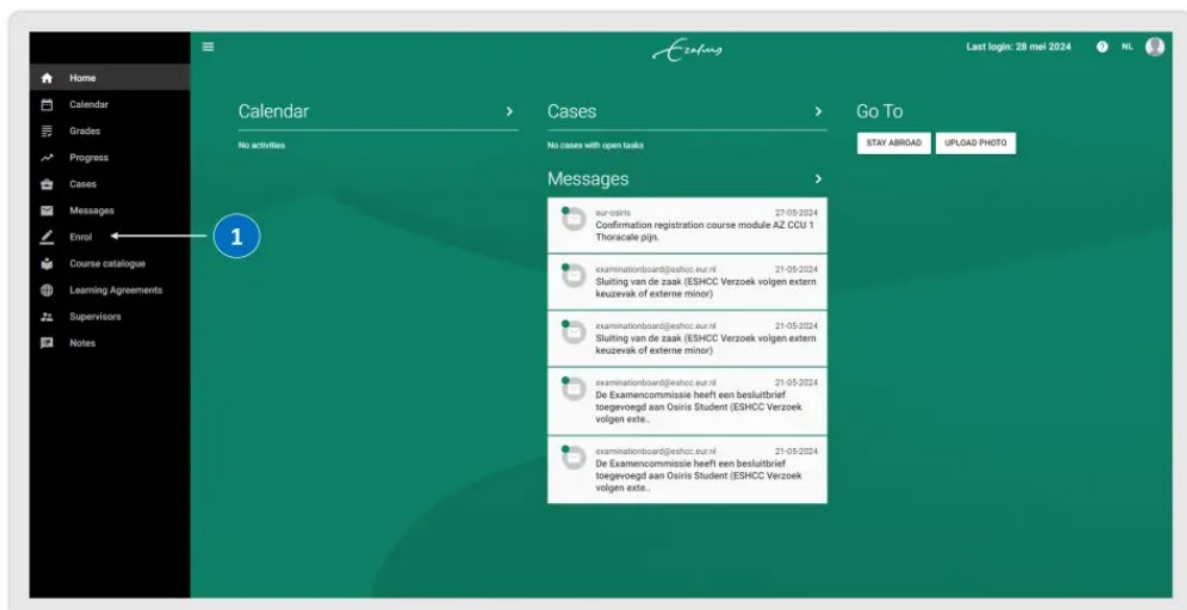 Erasmus
Last login: 28 mei 2024
NL
Home
Calendar
Grades
Progress
Cases
Messages
Enrol
Course catalogue
Learning Agreements
Supervisors
Notes
1
Calendar
No activities
Cases
No cases with open tasks
Messages
eur-osiris 27-05-2024
Confirmation registration course module AZ CCU 1
Thoracale pijn.
examinationboard@eshcc.eur.nl 21-05-2024
Sluiting van de zaak (ESHCC Verzoek volgen extern
keuzevak of externe minor)
examinationboard@eshcc.eur.nl 21-05-2024
Sluiting van de zaak (ESHCC Verzoek volgen extern
keuzevak of externe minor)
examinationboard@eshcc.eur.nl 21-05-2024
De Examencommissie heeft een besluitbrief
toegevoegd aan Osiris Student (ESHCC Verzoek
volgen exte..
examinationboard@eshcc.eur.nl 21-05-2024
De Examencommissie heeft een besluitbrief
toegevoegd aan Osiris Student (ESHCC Verzoek
volgen exte..
Go To
STAY ABROAD UPLOAD PHOTO